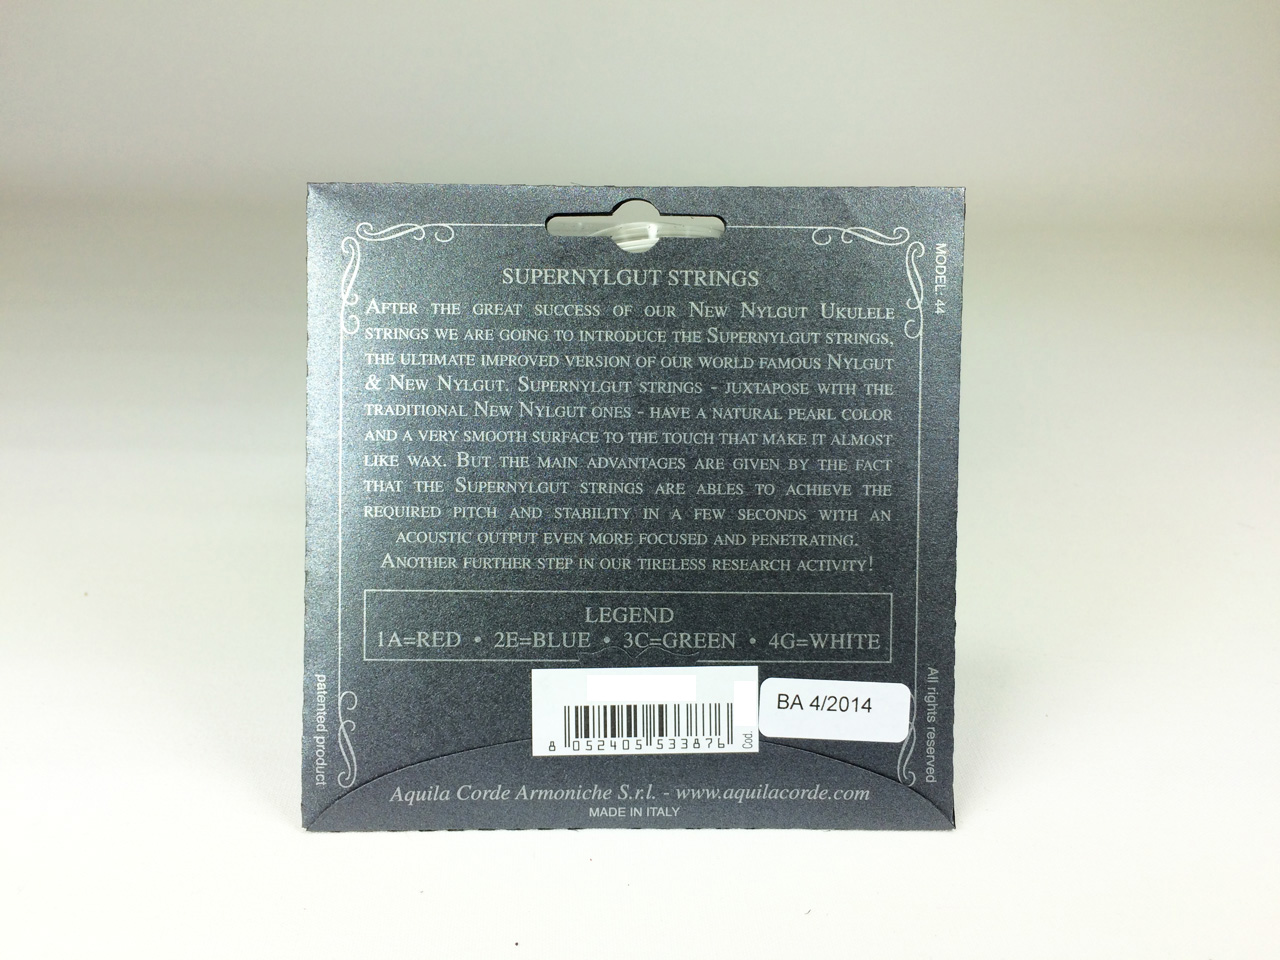 MODEL: 44
SUPERNYLGUT STRINGS
AFTER THE GREAT SUCCESS OF OUR NEW NYLGUT UKULELE
STRINGS WE ARE GOING TO INTRODUCE THE SUPERNYLGUT STRINGS,
THE ULTIMATE IMPROVED VERSION OF OUR WORLD FAMOUS NYLGUT
& NEW NYLGUT. SUPERNYLGUT STRINGS - JUXTAPOSE WITH THE
TRADITIONAL NEW NYLGUT ONES - HAVE A NATURAL PEARL COLOR
AND A VERY SMOOTH SURFACE TO THE TOUCH THAT MAKE IT ALMOST
LIKE WAX. BUT THE MAIN ADVANTAGES ARE GIVEN BY THE FACT
THAT THE SUPERNYLGUT STRINGS ARE ABLES TO ACHIEVE THE
REQUIRED PITCH AND STABILITY IN A FEW SECONDS WITH AN
ACOUSTIC OUTPUT EVEN MORE FOCUSED AND PENETRATING.
ANOTHER FURTHER STEP IN OUR TIRELESS RESEARCH ACTIVITY!
LEGEND
1A=RED • 2E=BLUE • 3C=GREEN • 4G=WHITE
patented product
8 052405 533876
Cod.
BA 4/2014
All rights reserved
Aquila Corde Armoniche S.r.l. - www.aquilacorde.com
MADE IN ITALY